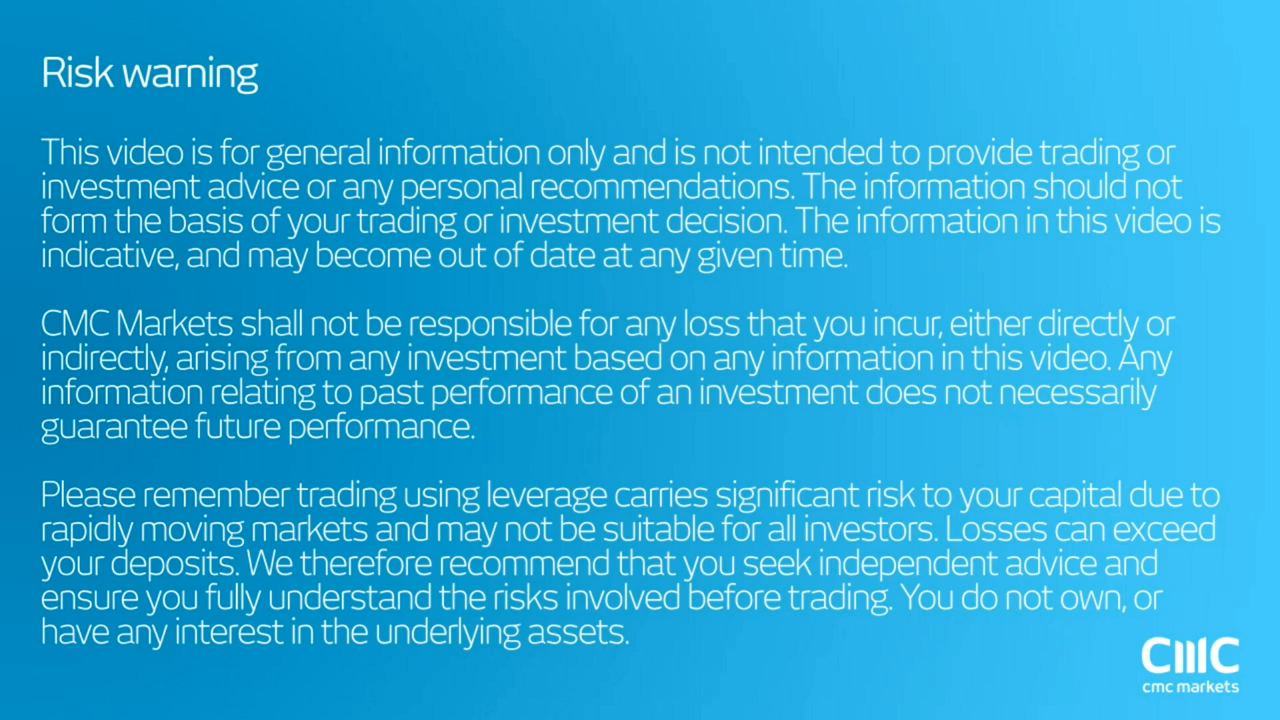 Risk warning
This video is for general information only and is not intended to provide trading or
investment advice or any personal recommendations. The information should not
form the basis of your trading or investment decision. The information in this video is
indicative, and may become out of date at any given time.
CMC Markets shall not be responsible for any loss that you incur, either directly or
indirectly, arising from any investment based on any information in this video. Any
information relating to past performance of an investment does not necessarily
guarantee future performance.
Please remember trading using leverage carries significant risk to your capital due to
rapidly moving markets and may not be suitable for all investors. Losses can exceed
your deposits. We therefore recommend that you seek independent advice and
ensure you fully understand the risks involved before trading. You do not own, or
have any interest in the underlying assets.
CMC
cmc markets